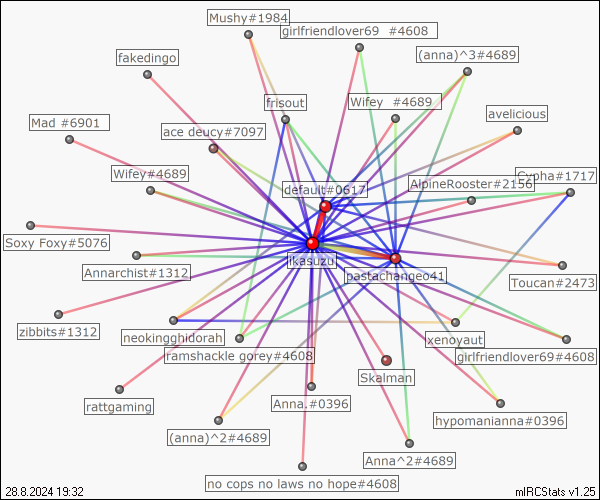 Mushy#1984
girlfriendlover69 #4608
(anna)^3#4689
fakedingo
frisout
Wifey #4689
avelicious
Mad #6901
ace deucy#7097
Wifey#4689
default#0617
AlpineRooster#2156
Cypha#1717
Soxy Foxy#5076
ikasuzu
Annarchist#1312
pastachangeo41
Toucan#2473
zibbits#1312
neokingghidorah
xenoyaut
ramshackle gorey#4608
girlfriendlover69#4608
Skalman
rattgaming
Anna.#0396
hypomanianna#0396
(anna)^2#4689
Anna^2#4689
no cops no laws no hope#4608
28.8.2024 19:32
mIRCStats v1.25